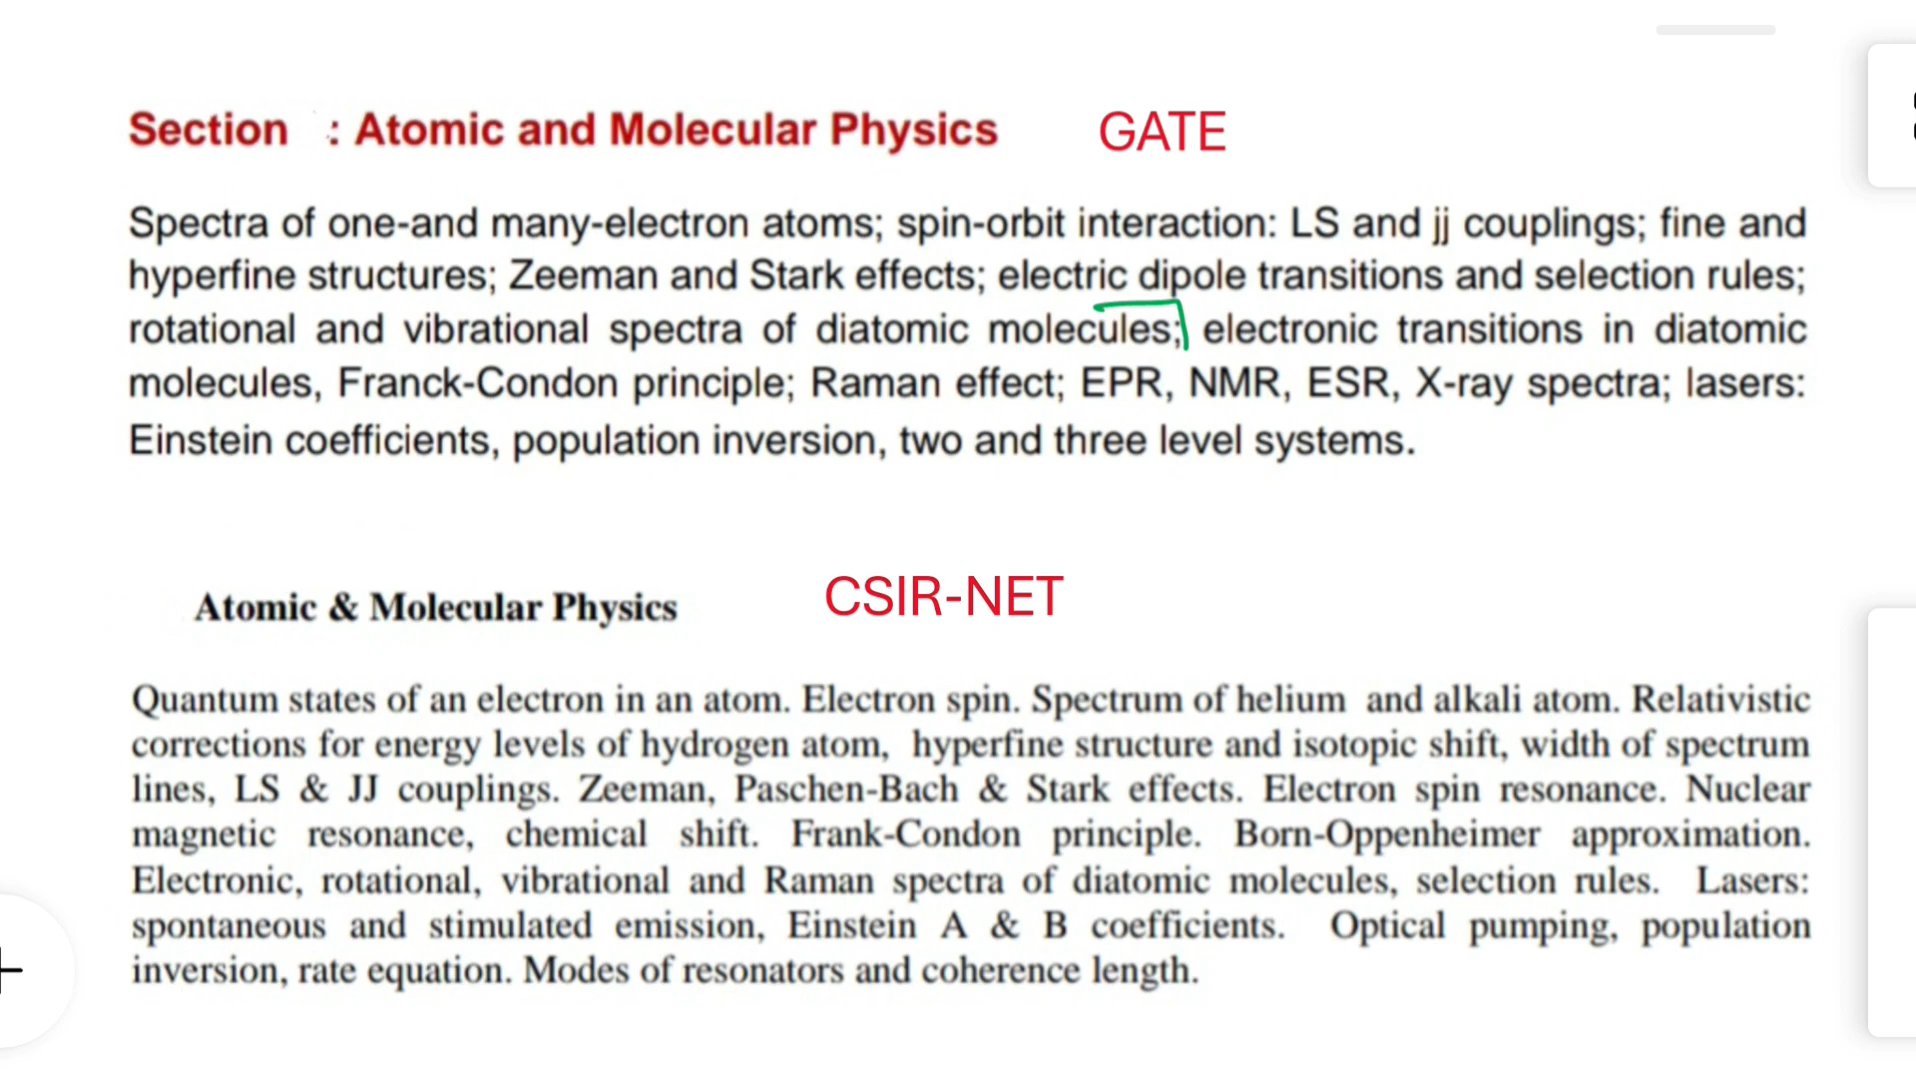 Section : Atomic and Molecular Physics GATE
Spectra of one-and many-electron atoms; spin-orbit interaction: LS and jj couplings; fine and
hyperfine structures; Zeeman and Stark effects; electric dipole transitions and selection rules;
rotational and vibrational spectra of diatomic molecules; electronic transitions in diatomic
molecules, Franck-Condon principle; Raman effect; EPR, NMR, ESR, X-ray spectra; lasers:
Einstein coefficients, population inversion, two and three level systems.
Atomic & Molecular Physics CSIR-NET
Quantum states of an electron in an atom. Electron spin. Spectrum of helium and alkali atom. Relativistic
corrections for energy levels of hydrogen atom, hyperfine structure and isotopic shift, width of spectrum
lines, LS & JJ couplings. Zeeman, Paschen-Bach & Stark effects. Electron spin resonance. Nuclear
magnetic resonance, chemical shift. Frank-Condon principle. Born-Oppenheimer approximation.
Electronic, rotational, vibrational and Raman spectra of diatomic molecules, selection rules. Lasers:
spontaneous and stimulated emission, Einstein A & B coefficients. Optical pumping, population
inversion, rate equation. Modes of resonators and coherence length.